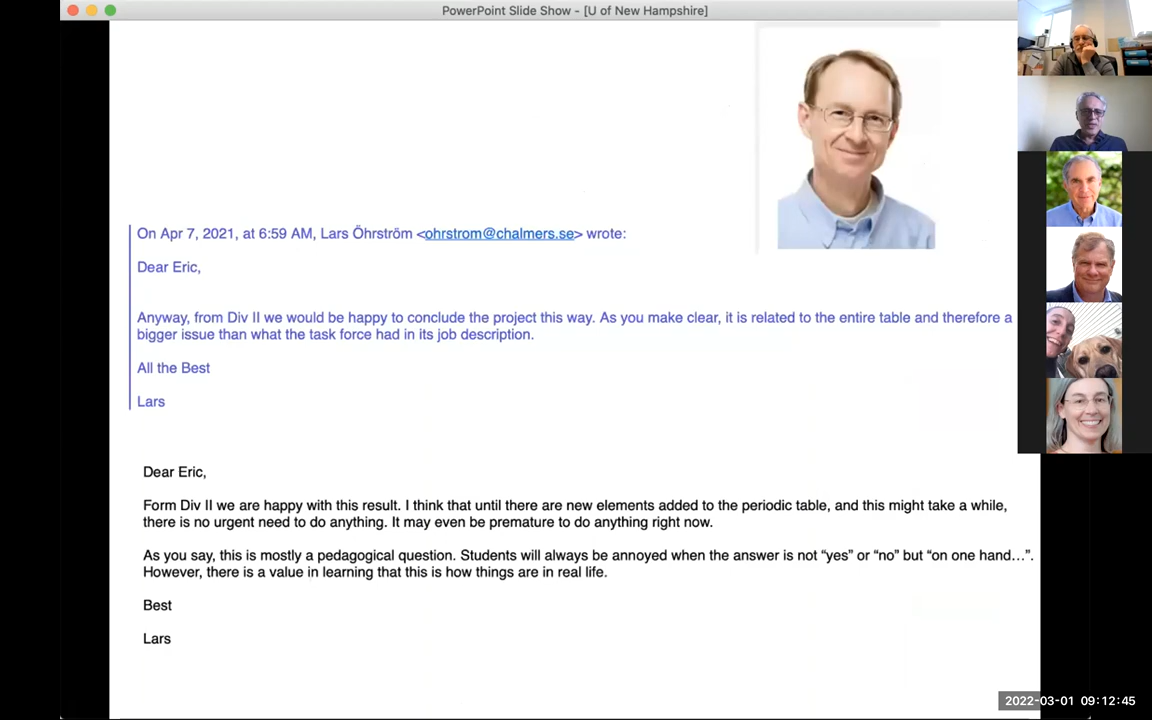 PowerPoint Slide Show - [U of New Hampshire]
On Apr 7, 2021, at 6:59 AM, Lars Öhrström <ohrstrom@chalmers.se> wrote:
Dear Eric,
Anyway, from Div II we would be happy to conclude the project this way. As you make clear, it is related to the entire table and therefore a
bigger issue than what the task force had in its job description.
All the Best
Lars
Dear Eric,
Form Div II we are happy with this result. I think that until there are new elements added to the periodic table, and this might take a while,
there is no urgent need to do anything. It may even be premature to do anything right now.
As you say, this is mostly a pedagogical question. Students will always be annoyed when the answer is not “yes” or “no” but “on one hand…”.
However, there is a value in learning that this is how things are in real life.
Best
Lars
2022-03-01 09:12:45